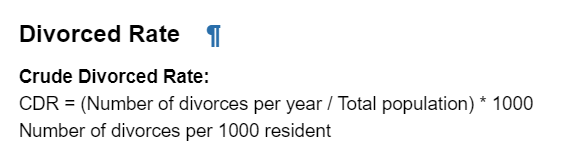 Divorced Rate ¶
Crude Divorced Rate:
CDR = (Number of divorces per year / Total population) * 1000
Number of divorces per 1000 resident